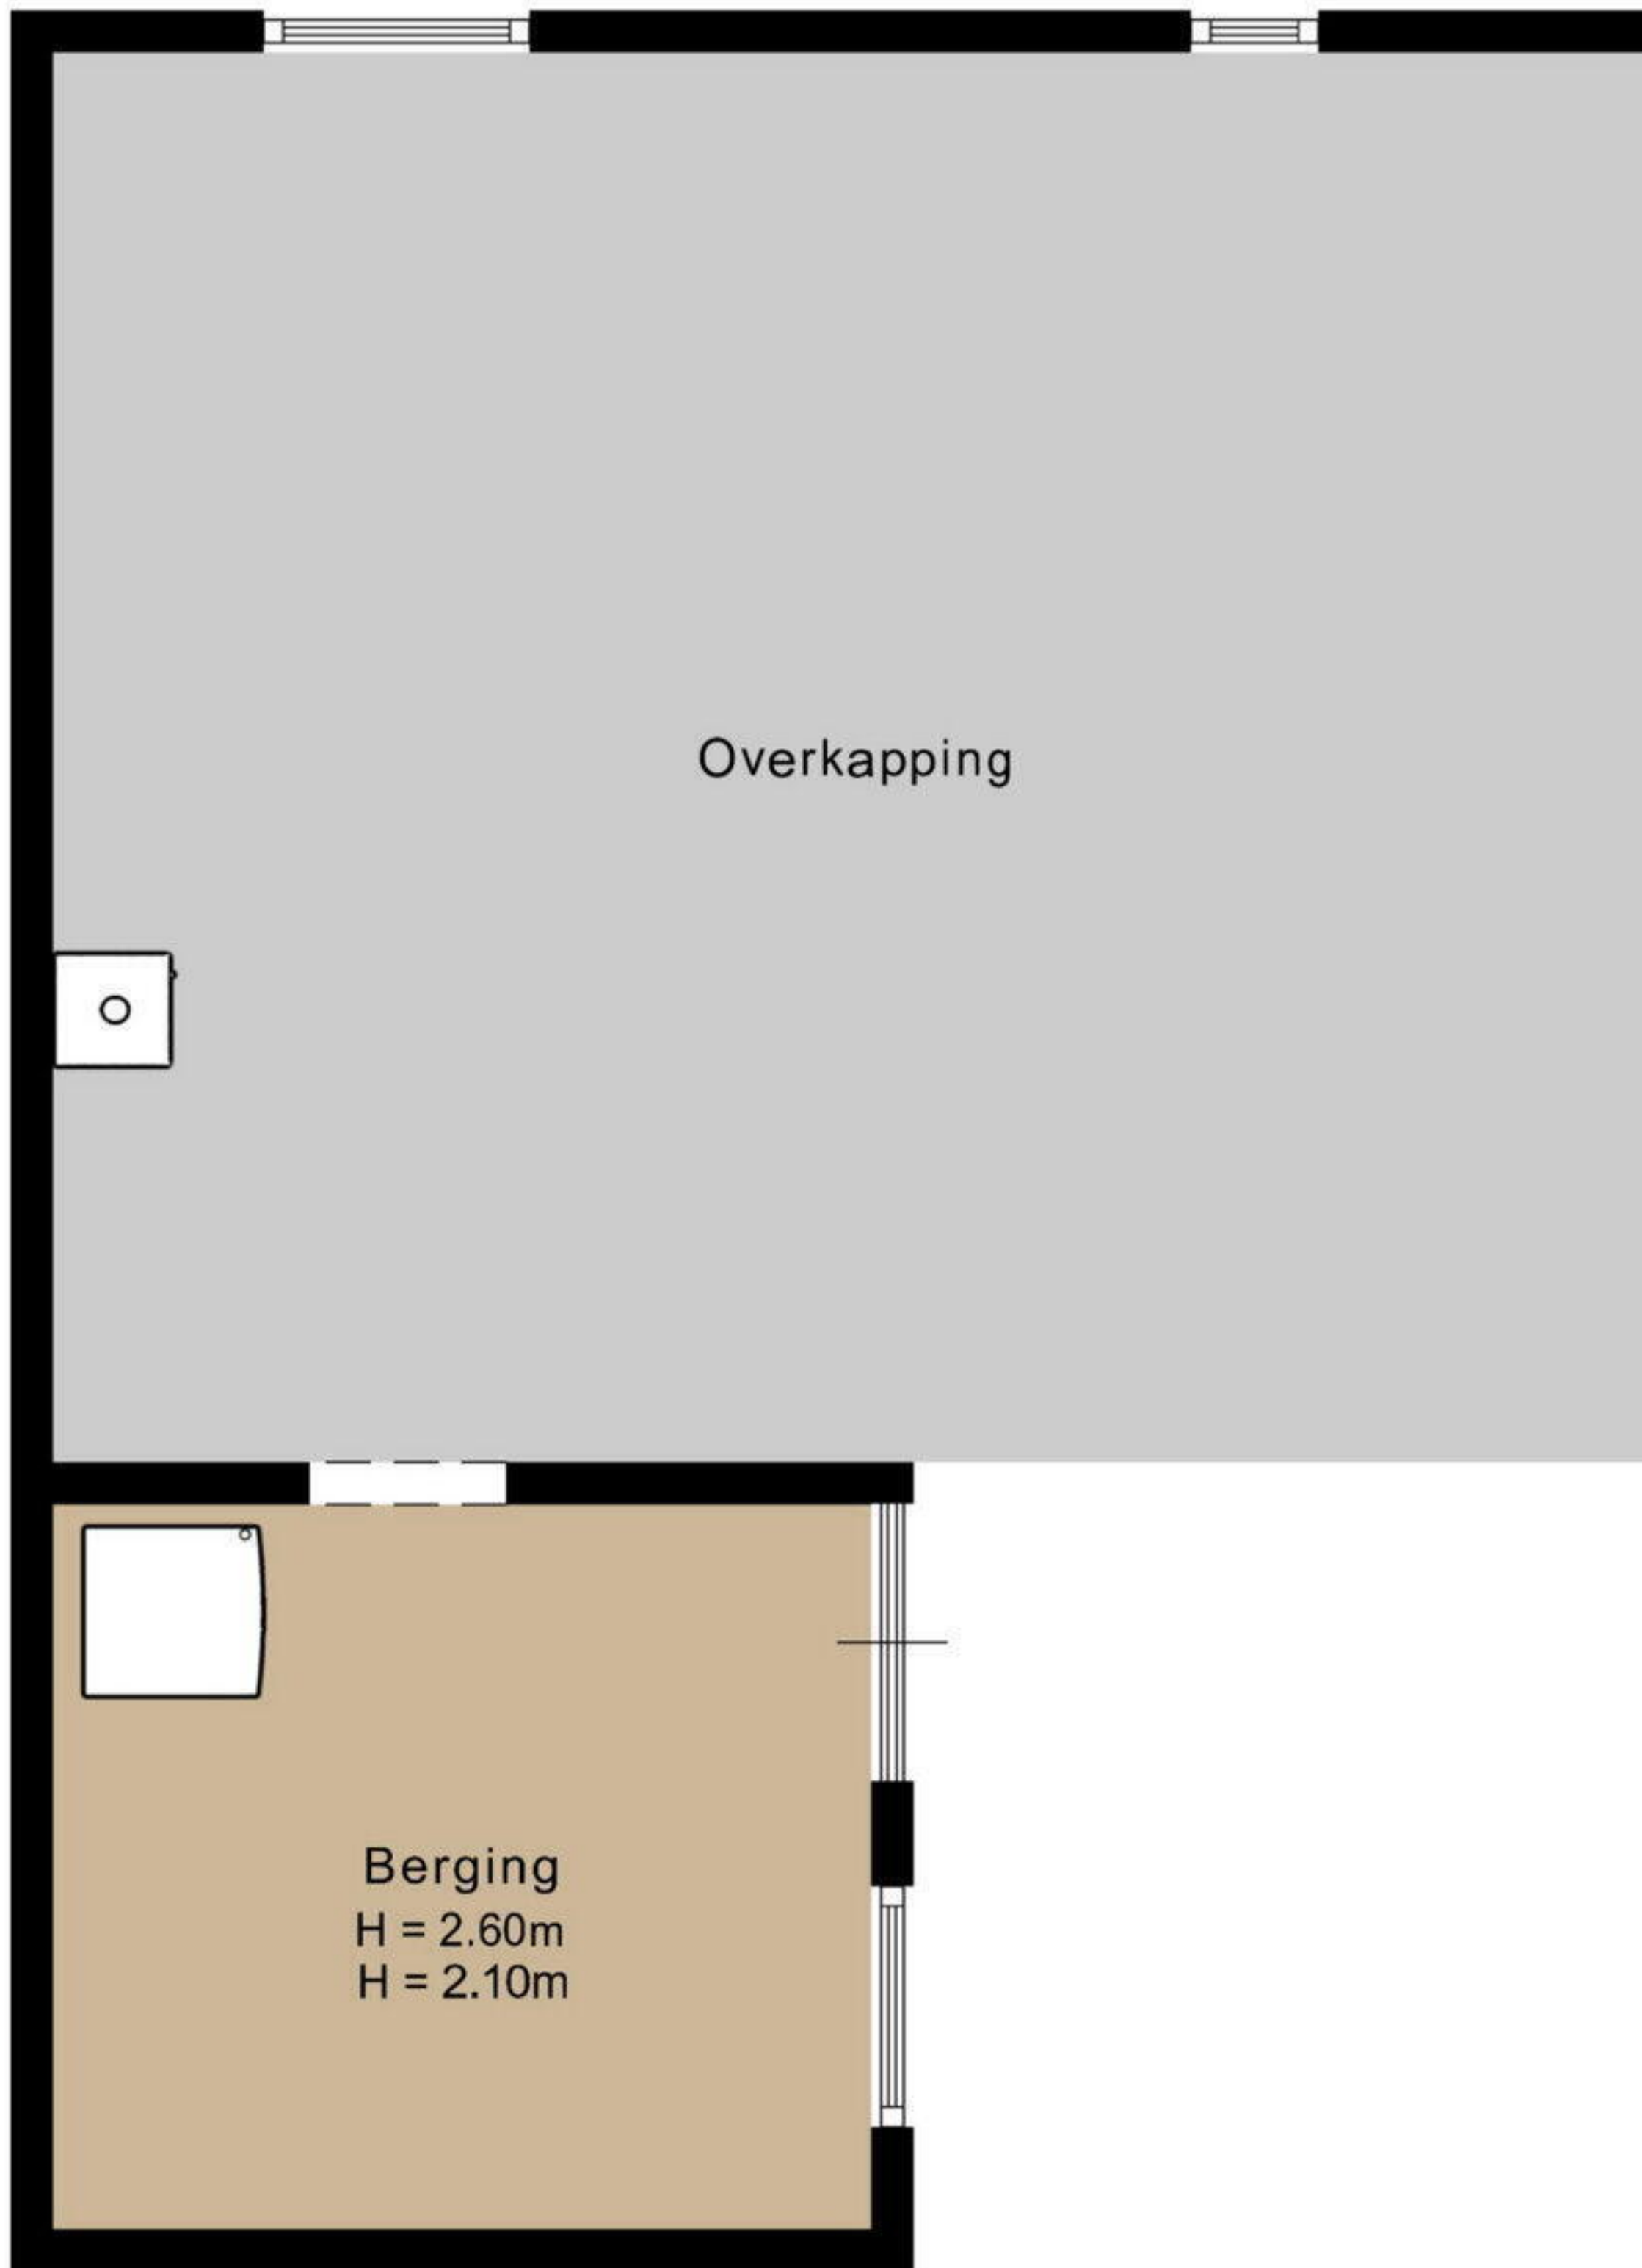 Overkapping
Berging
H = 2.60m
H = 2.10m